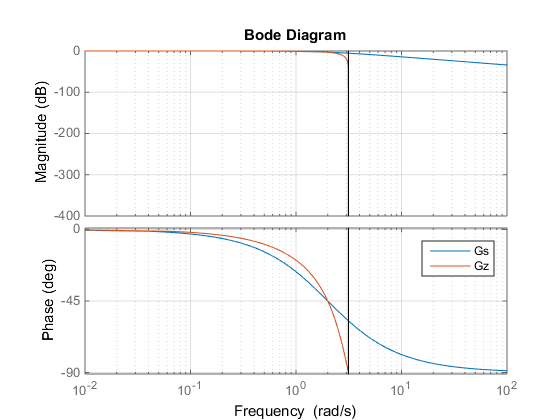 Bode Diagram
Magnitude (dB)
0
-100
-200
-300
-400
Phase (deg)
0
-45
-90
Gs
Gz
10^-2
10^-1
10^0
10^1
10^2
Frequency (rad/s)